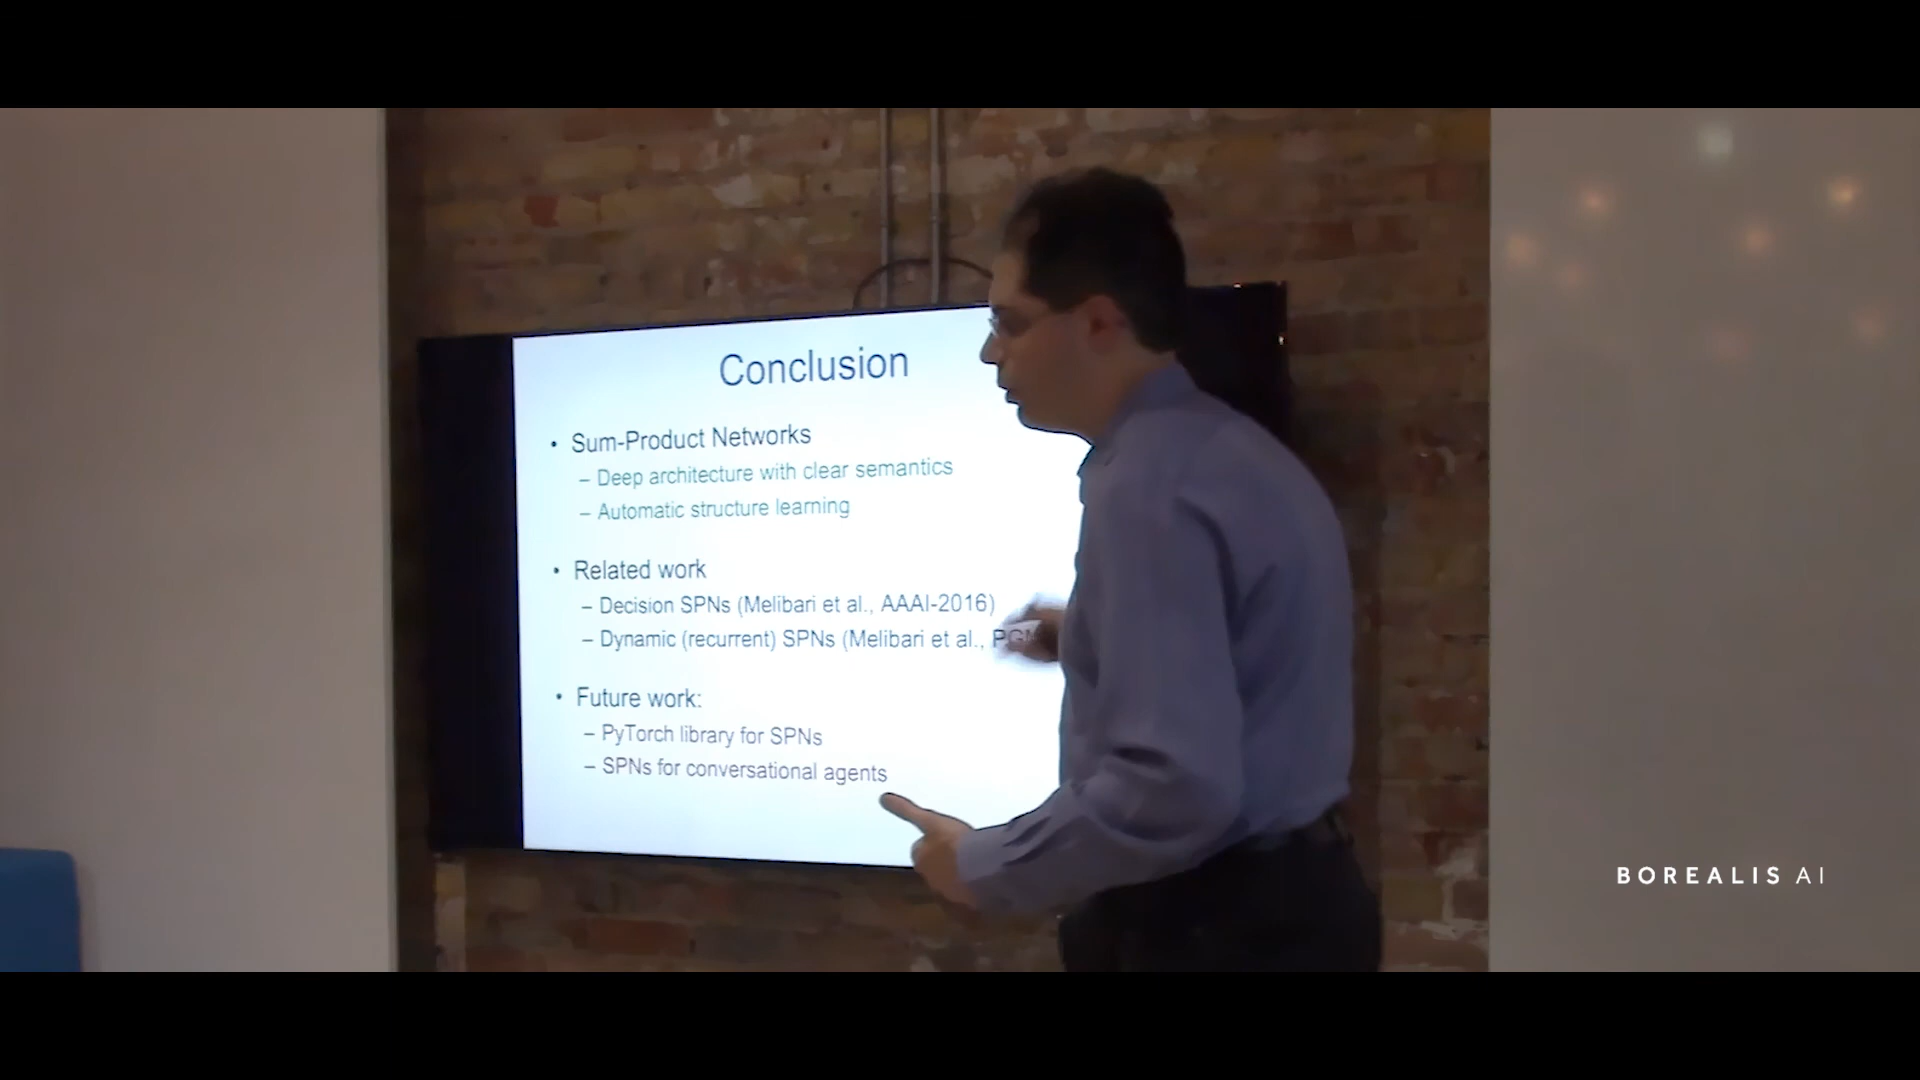 Conclusion
• Sum-Product Networks
– Deep architecture with clear semantics
– Automatic structure learning
• Related work
– Decision SPNs (Melibari et al., AAAI-2016)
– Dynamic (recurrent) SPNs (Melibari et al.,
• Future work:
– PyTorch library for SPNs
– SPNs for conversational agents
BOREALIS AI